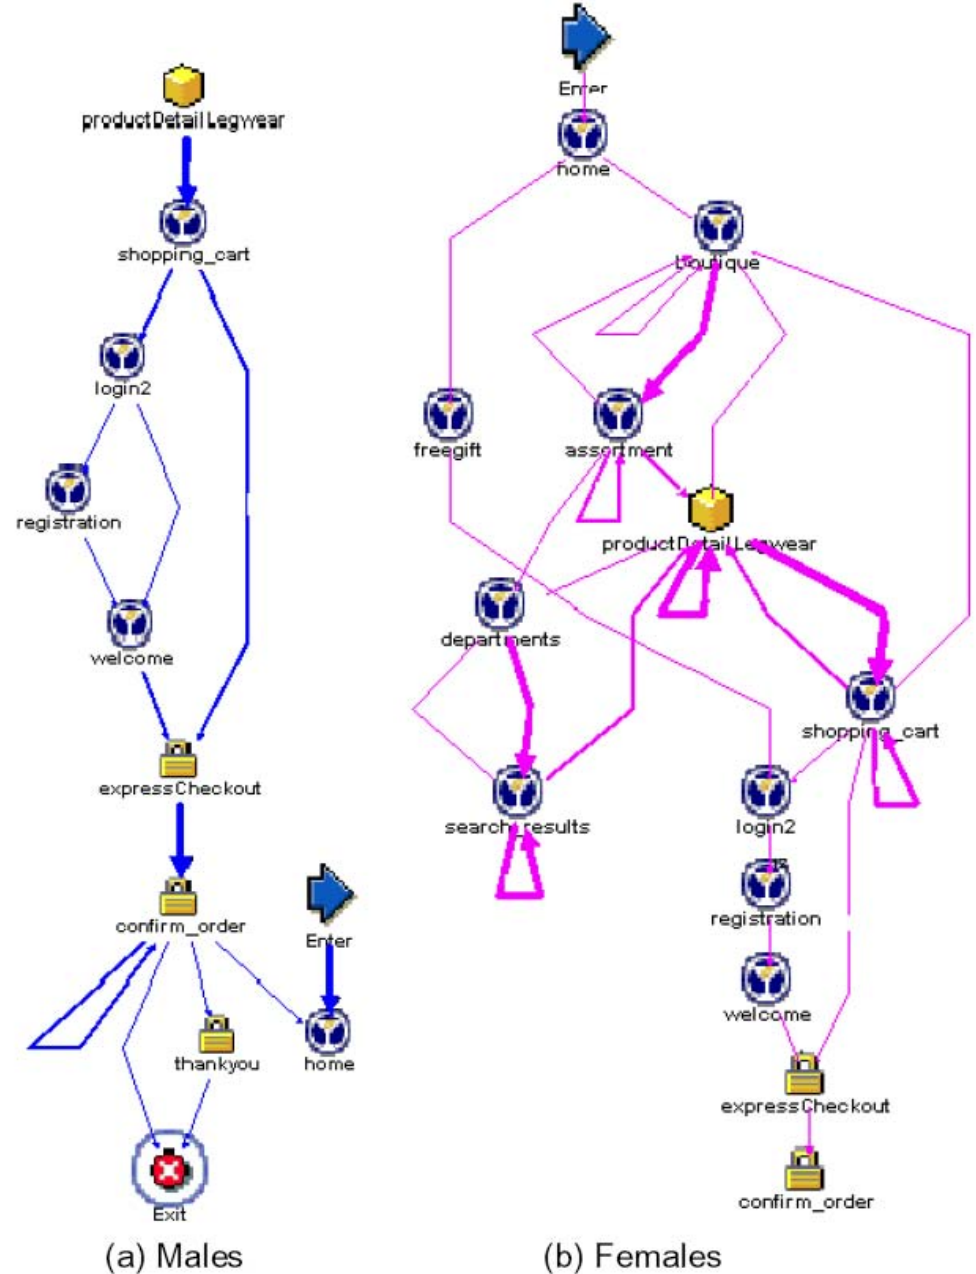 productDetailLegwear
shopping_cart
login2
registration
welcome
expressCheckout
confirm_order
Enter
thankyou
home
Exit
(a) Males
Enter
home
boutique
freegift
assortment
productDetailLegwear
departments
shopping_cart
search_results
login2
registration
welcome
expressCheckout
confirm_order
(b) Females